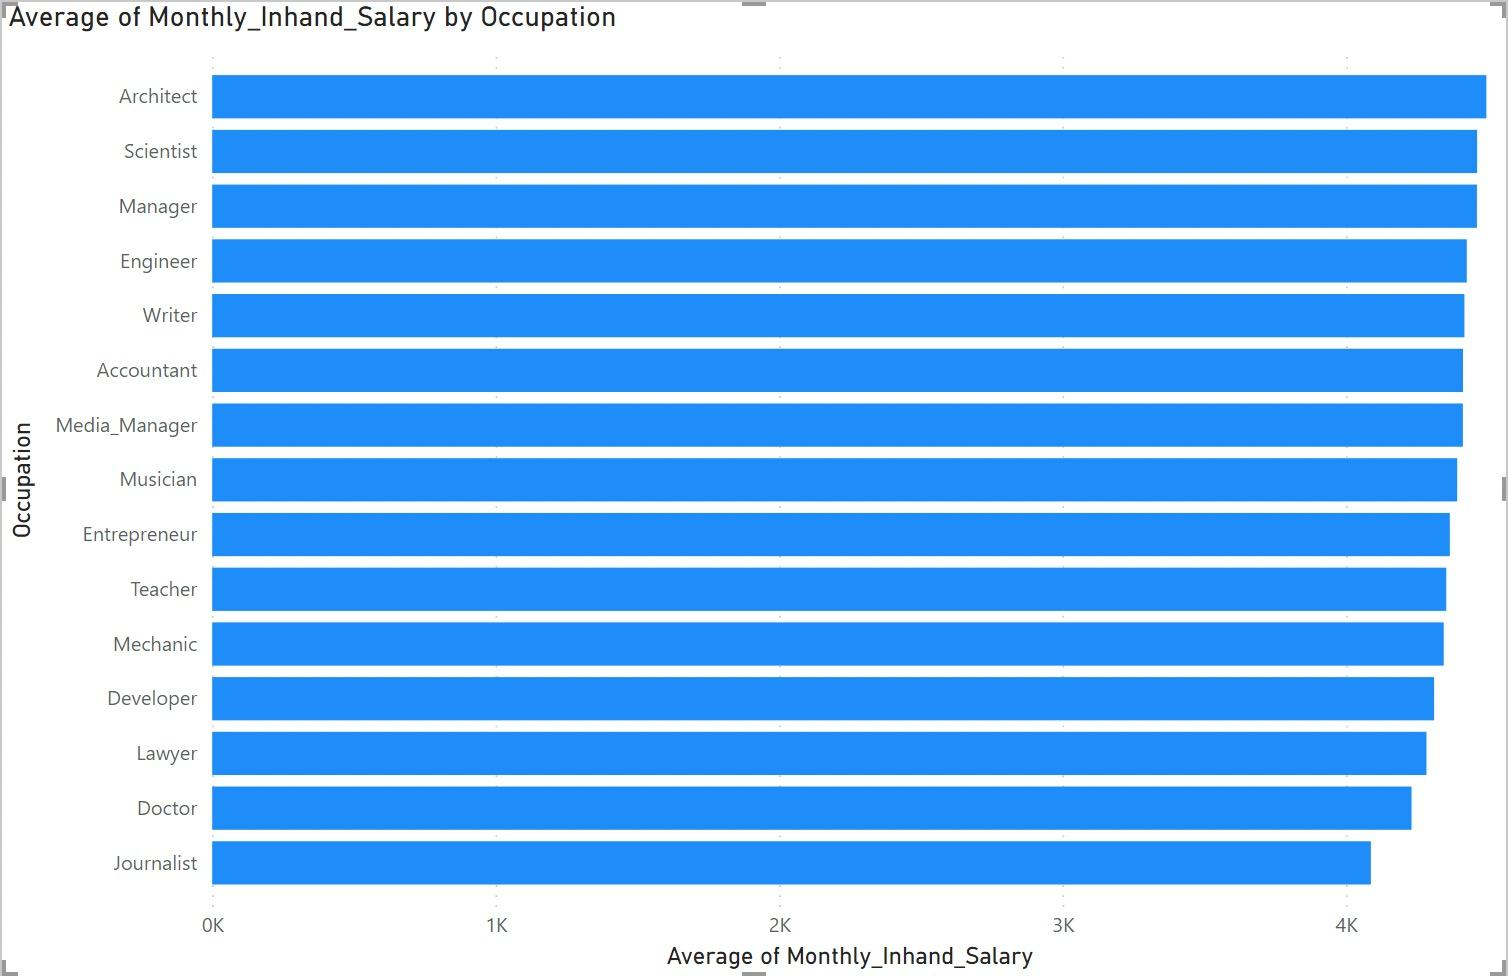 Average of Monthly_Inhand_Salary by Occupation
Architect
Scientist
Manager
Engineer
Writer
Accountant
Media_Manager
Musician
Entrepreneur
Teacher
Mechanic
Developer
Lawyer
Doctor
Journalist
Occupation
0K 1K 2K 3K 4K
Average of Monthly_Inhand_Salary